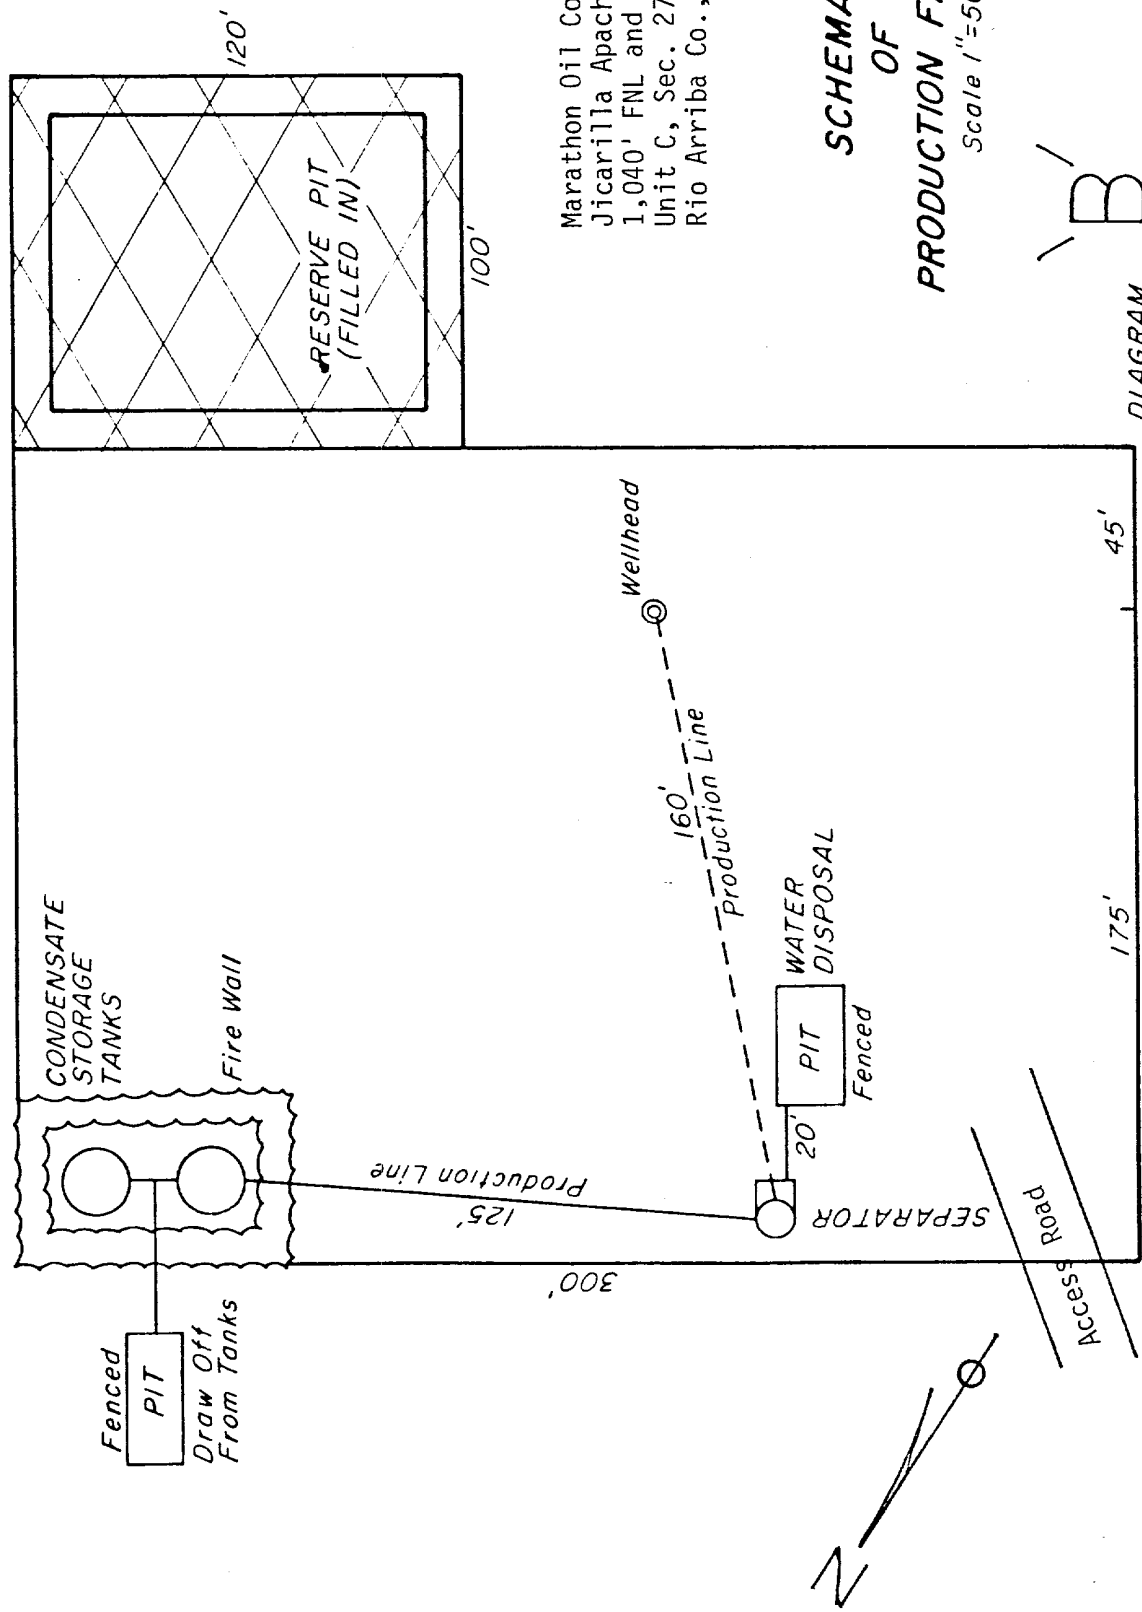 CONDENSATE
STORAGE
TANKS
Fire Wall
Fenced
PIT
Draw Off
From Tanks
Production Line
125'
300'
SEPARATOR
20'
PIT
WATER
DISPOSAL
Fenced
160'
Production Line
Wellhead
RESERVE PIT
(FILLED IN)
120'
100'
175'
45'
Access Road
N
Marathon Oil Co
Jicarilla Apach
1,040' FNL and
Unit C, Sec. 27
Rio Arriba Co.,
SCHEMA
OF
PRODUCTION F
Scale 1"=50
DIAGRAM
"B"